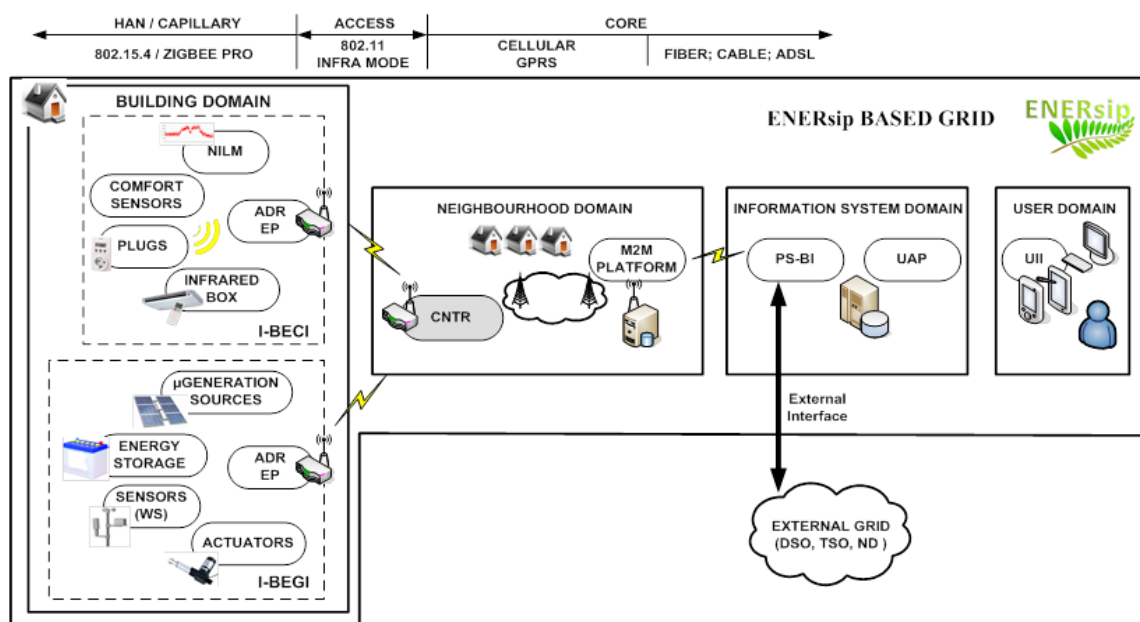 HAN / CAPILLARY
ACCESS
CORE
802.15.4 / ZIGBEE PRO
802.11
INFRA MODE
CELLULAR
GPRS
FIBER; CABLE; ADSL
BUILDING DOMAIN
NILM
COMFORT
SENSORS
PLUGS
ADR
EP
INFRARED
BOX
I-BECI
µGENERATION
SOURCES
ENERGY
STORAGE
ADR
EP
SENSORS
(WS)
ACTUATORS
I-BEGI
ENERsip BASED GRID
ENERsip
NEIGHBOURHOOD DOMAIN
M2M
PLATFORM
CNTR
INFORMATION SYSTEM DOMAIN
PS-BI
UAP
USER DOMAIN
UII
External
Interface
EXTERNAL GRID
(DSO, TSO, ND )